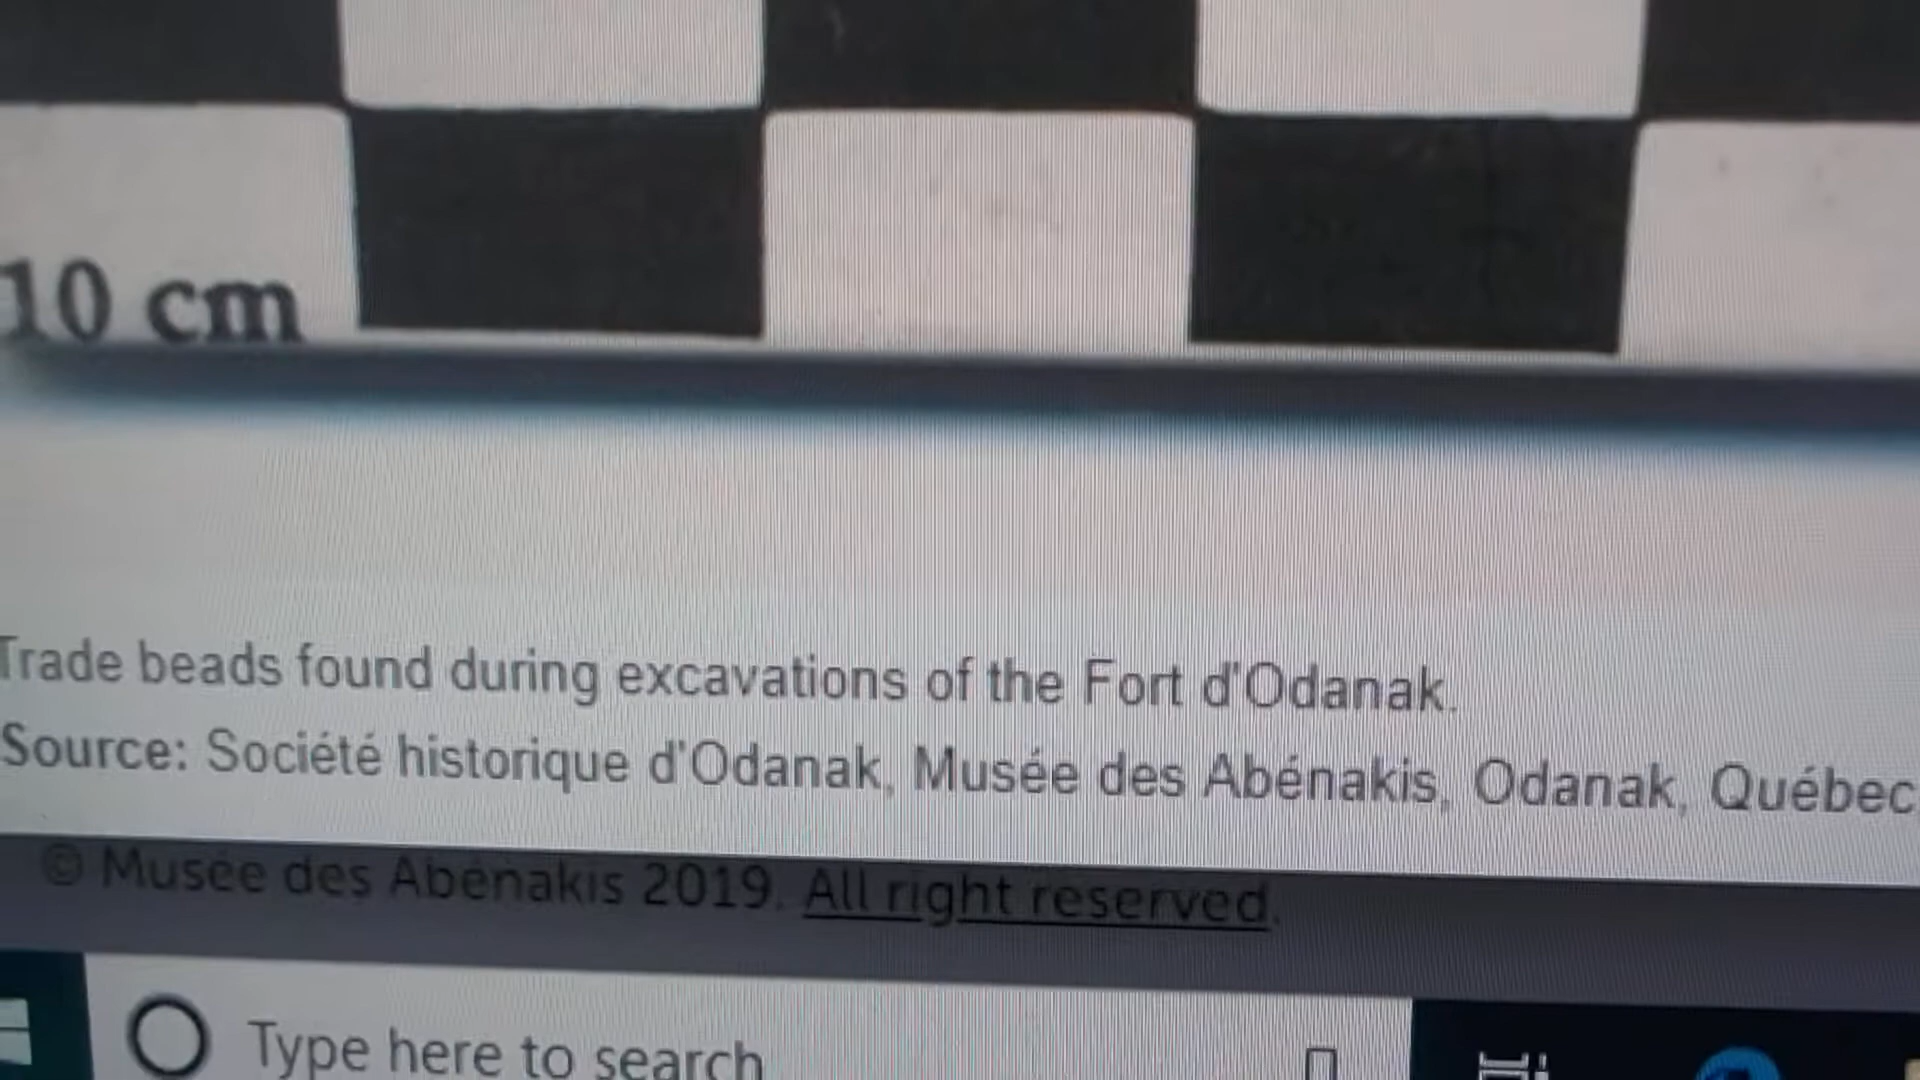 10 cm
Trade beads found during excavations of the Fort d'Odanak.
Source: Société historique d'Odanak, Musée des Abénakis, Odanak, Québec
© Musée des Abénakis 2019. All right reserved.
Type here to search